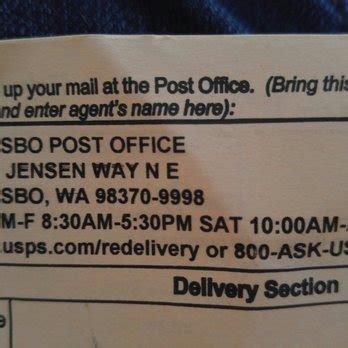 up your mail at the Post Office. (Bring this
nd enter agent's name here):
SBO POST OFFICE
JENSEN WAY N E
SBO, WA 98370-9998
M-F 8:30AM-5:30PM SAT 10:00AM-
.usps.com/redelivery or 800-ASK-US
Delivery Section
e